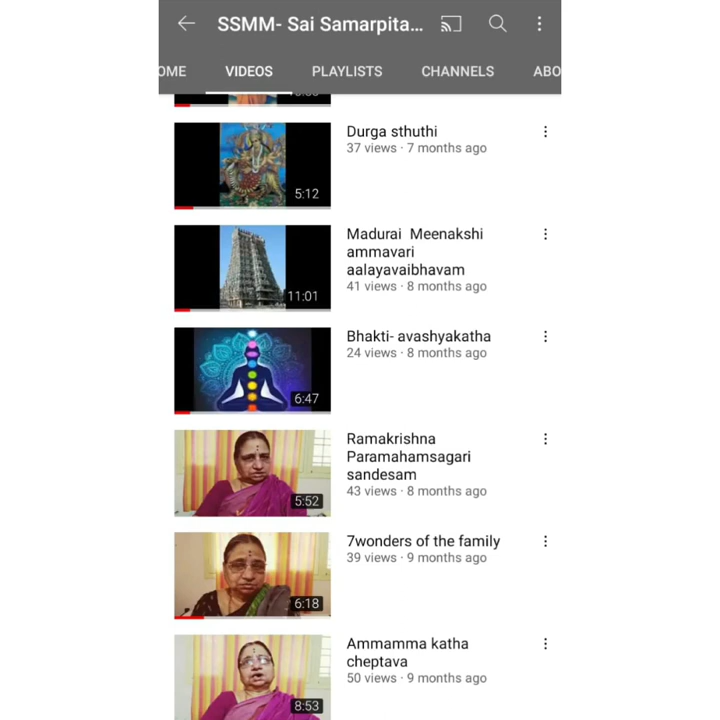 SSMM- Sai Samarpita...
OME VIDEOS PLAYLISTS CHANNELS ABO
Durga sthuthi
37 views · 7 months ago
5:12
Madurai Meenakshi
ammavari
aalayavaibhavam
41 views · 8 months ago
11:01
Bhakti- avashyakatha
24 views · 8 months ago
6:47
Ramakrishna
Paramahamsagari
sandesam
43 views · 8 months ago
5:52
7wonders of the family
39 views · 9 months ago
6:18
Ammamma katha
cheptava
50 views · 9 months ago
8:53